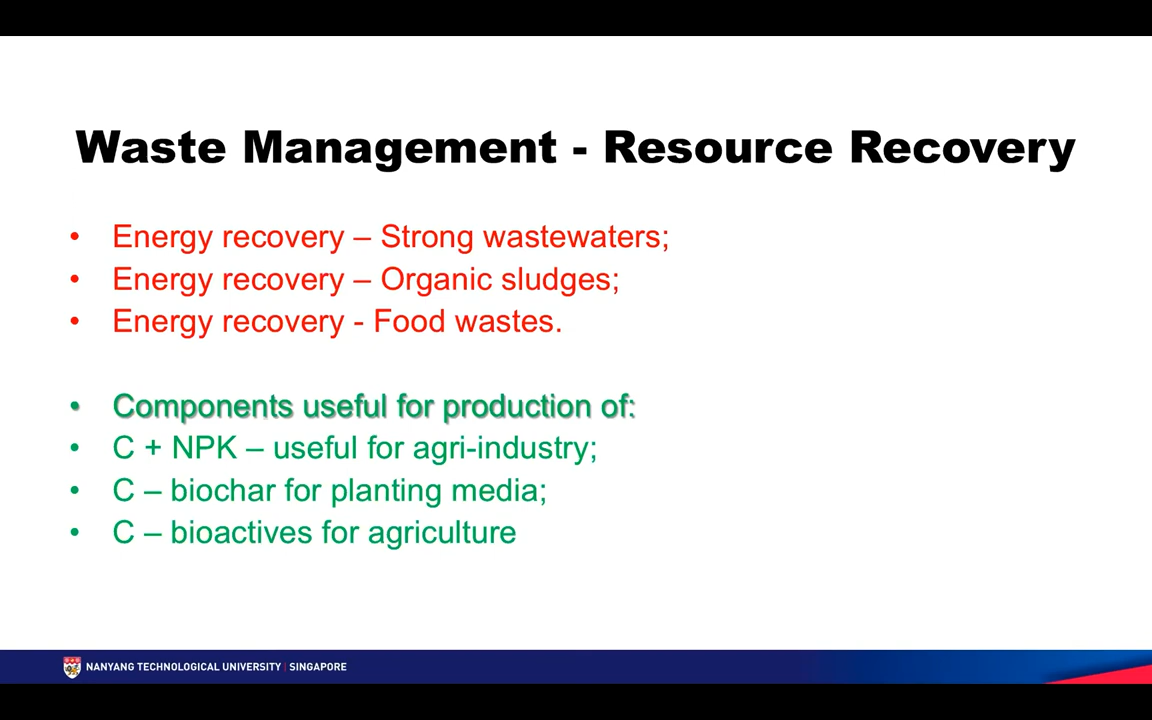 Waste Management - Resource Recovery
• Energy recovery – Strong wastewaters;
• Energy recovery – Organic sludges;
• Energy recovery - Food wastes.
• Components useful for production of:
• C + NPK – useful for agri-industry;
• C – biochar for planting media;
• C – bioactives for agriculture
NANYANG TECHNOLOGICAL UNIVERSITY | SINGAPORE